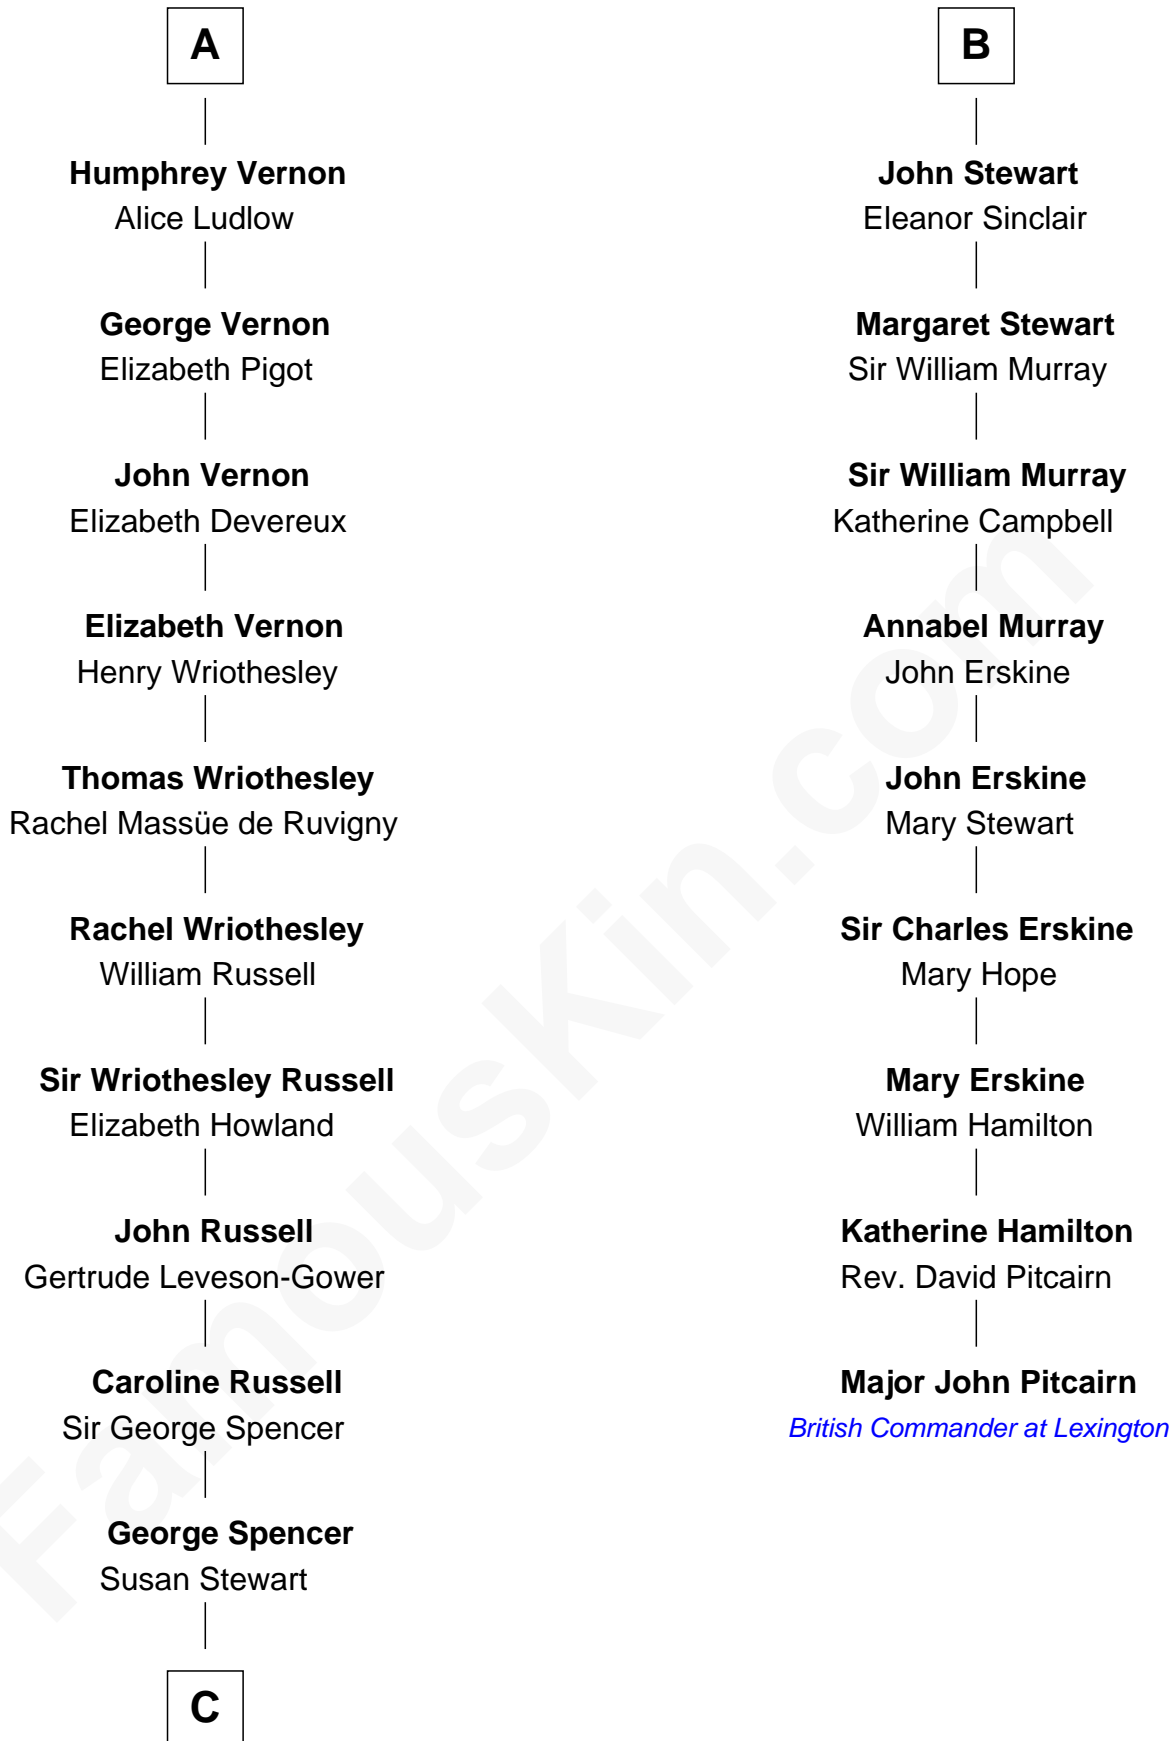 A
Humphrey Vernon
Alice Ludlow
George Vernon
Elizabeth Pigot
John Vernon
Elizabeth Devereux
Elizabeth Vernon
Henry Wriothesley
Thomas Wriothesley
Rachel Massüe de Ruvigny
Rachel Wriothesley
William Russell
Sir Wriothesley Russell
Elizabeth Howland
John Russell
Gertrude Leveson-Gower
Caroline Russell
Sir George Spencer
George Spencer
Susan Stewart
C
B
John Stewart
Eleanor Sinclair
Margaret Stewart
Sir William Murray
Sir William Murray
Katherine Campbell
Annabel Murray
John Erskine
John Erskine
Mary Stewart
Sir Charles Erskine
Mary Hope
Mary Erskine
William Hamilton
Katherine Hamilton
Rev. David Pitcairn
Major John Pitcairn
British Commander at Lexington
FamousKin.com